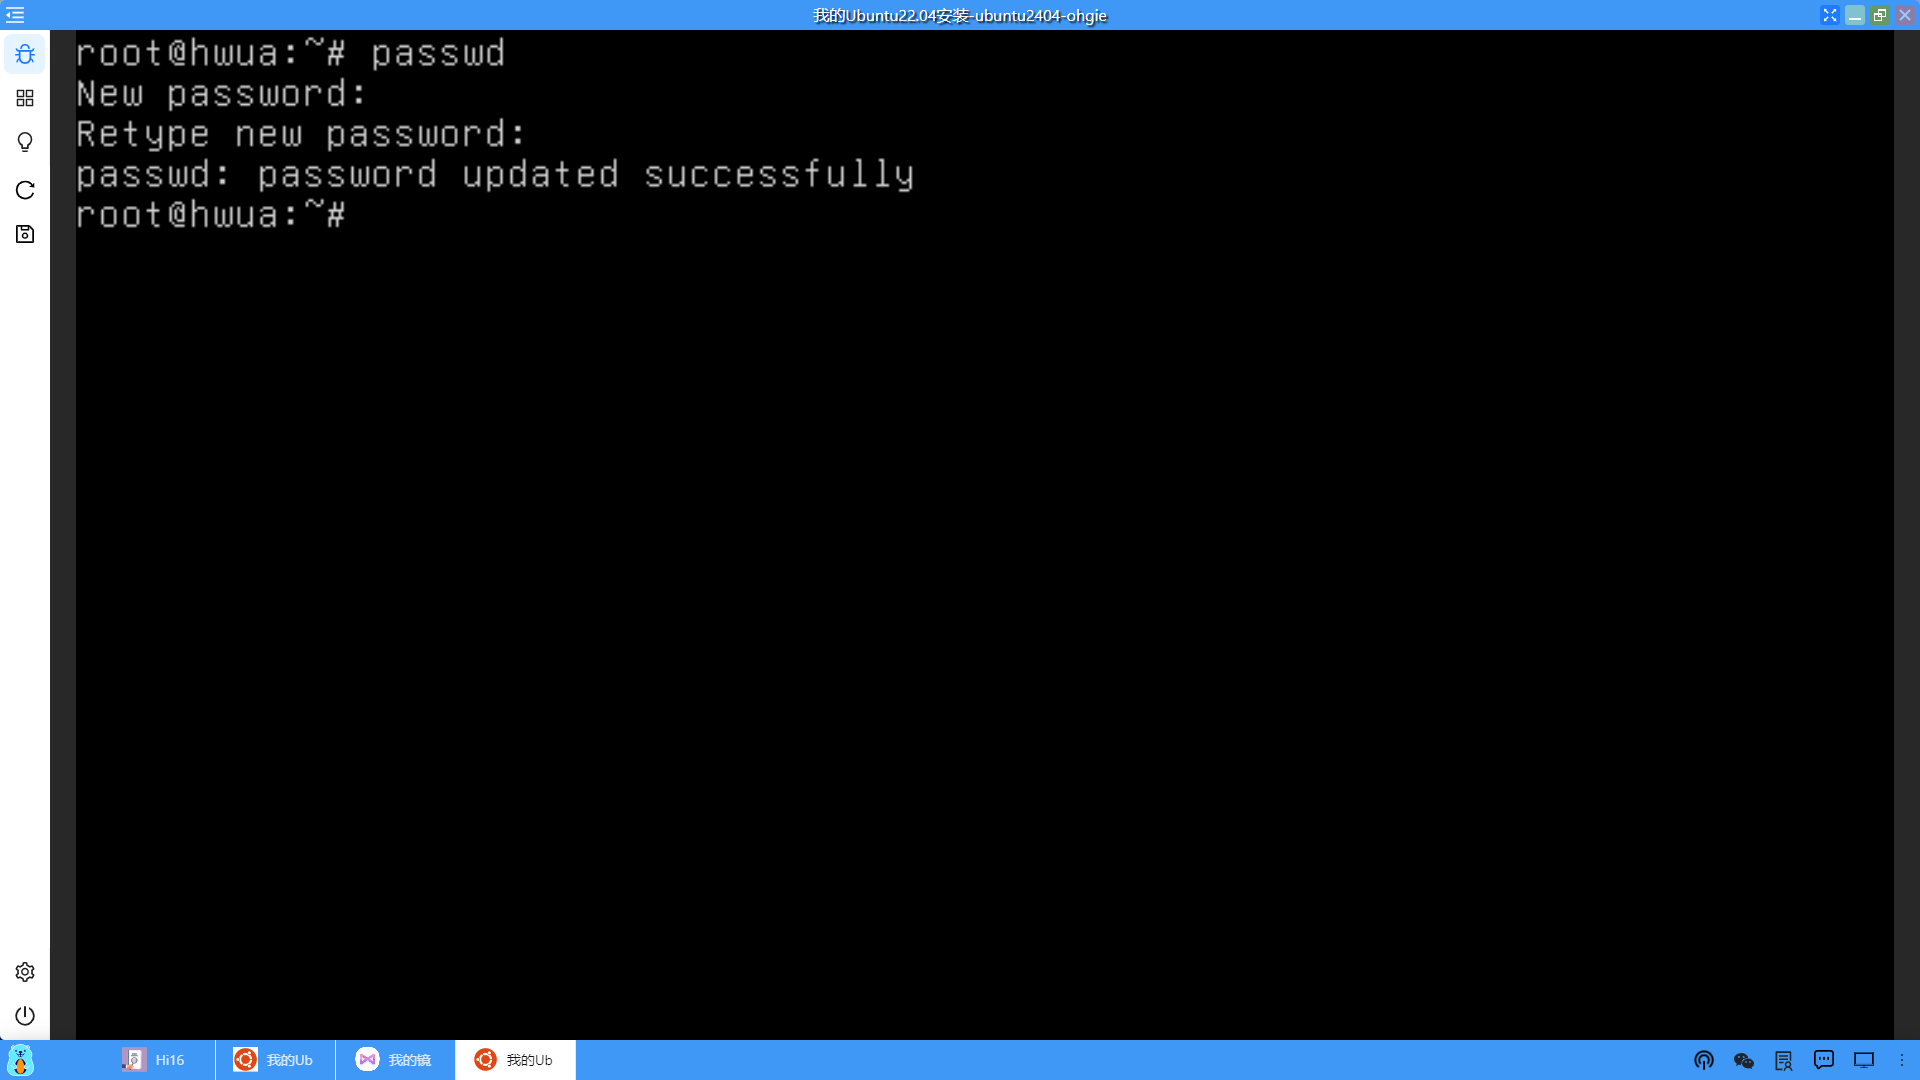 我的Ubuntu22.04安装-ubuntu2404-ohgie
root@hwua:~# passwd
New password:
Retype new password:
passwd: password updated successfully
root@hwua:~#
Hi16
我的Ub
我的镜
我的Ub